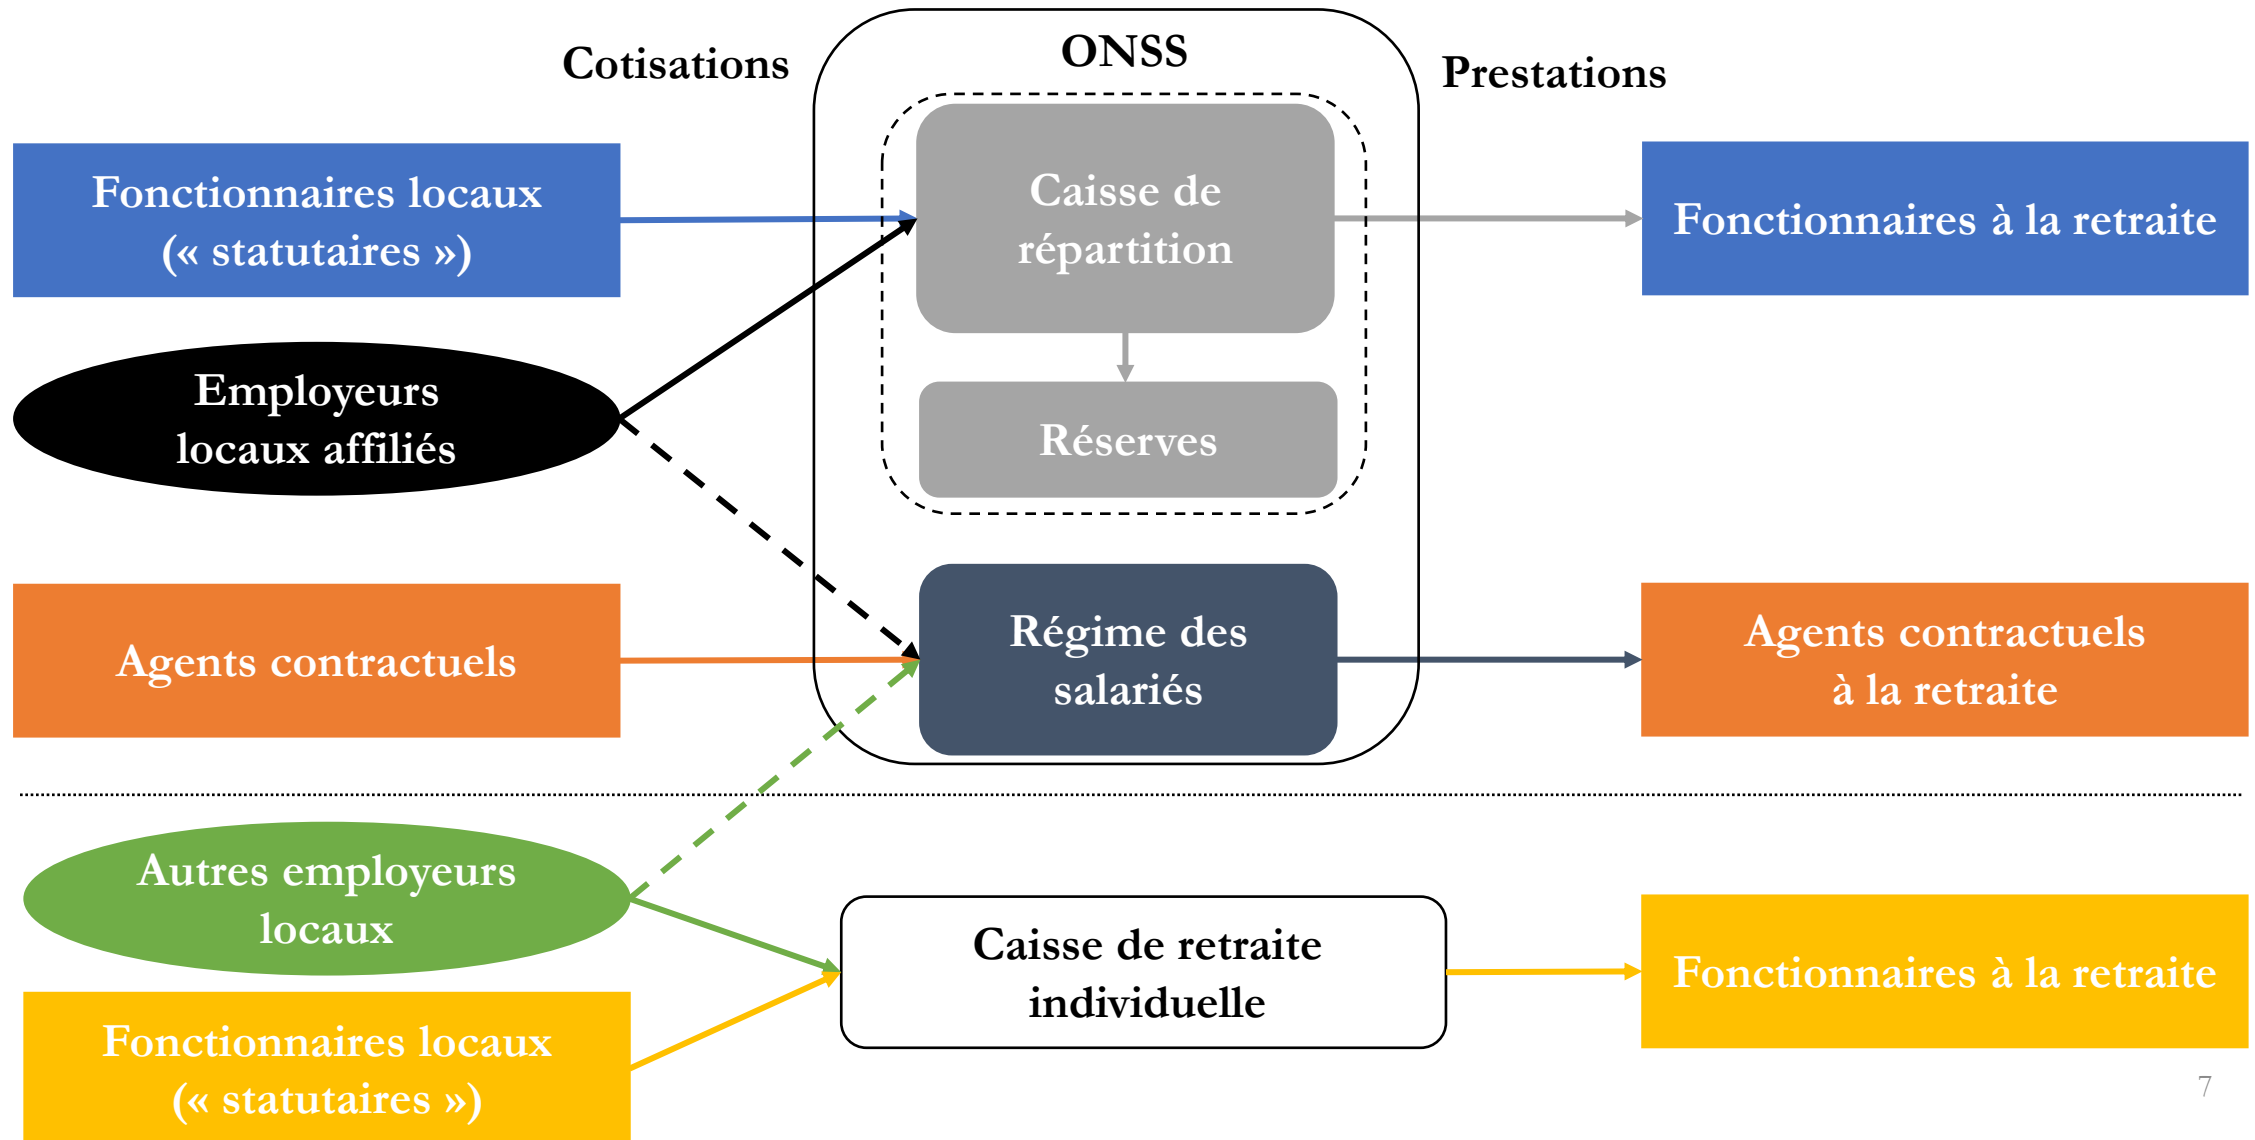 Cotisations
ONSS
Prestations
Fonctionnaires locaux
(« statutaires »)
Caisse de
répartition
Fonctionnaires à la retraite
Employeurs
locaux affiliés
Réserves
Agents contractuels
Régime des
salariés
Agents contractuels
à la retraite
Autres employeurs
locaux
Caisse de retraite
individuelle
Fonctionnaires à la retraite
Fonctionnaires locaux
(« statutaires »)
7